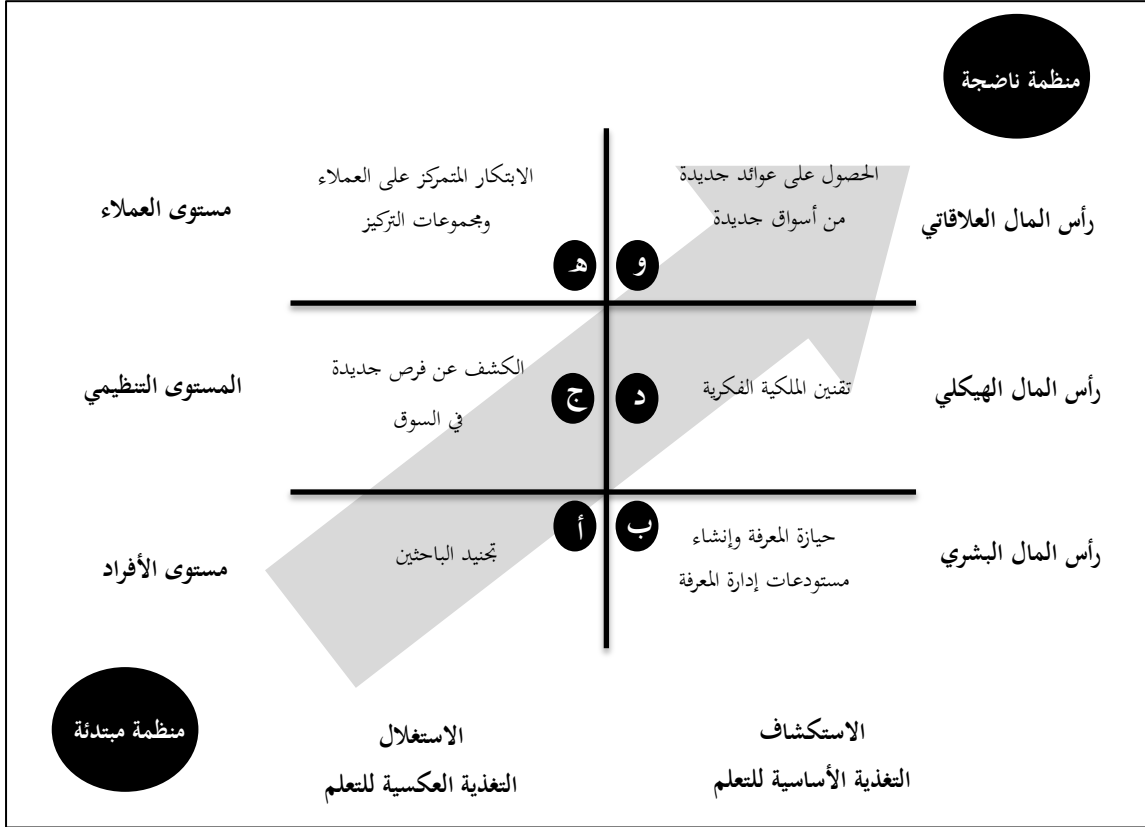 منظمة ناضجة
رأس المال العلاقاتي
الحصول على عوائد جديدة
من أسواق جديدة
و
ه
الابتكار المتمركز على العملاء
ومجموعات التركيز
مستوى العملاء
رأس المال الهيكلي
تقنين الملكية الفكرية
د
ج
الكشف عن فرص جديدة
في السوق
المستوى التنظيمي
رأس المال البشري
حيازة المعرفة وإنشاء
مستودعات إدارة المعرفة
ب
أ
تجنيد الباحثين
مستوى الأفراد
منظمة مبتدئة
الاستكشاف
التغذية الأساسية للتعلم
الاستغلال
التغذية العكسية للتعلم